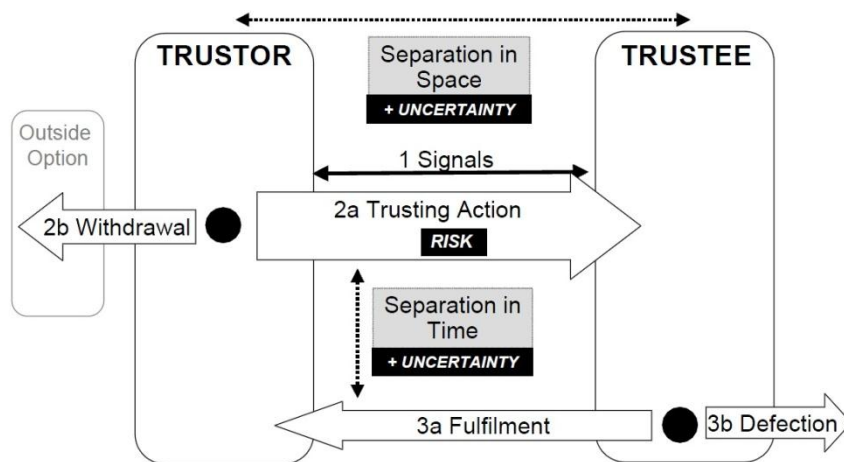 TRUSTOR
TRUSTEE
Separation in
Space
+ UNCERTAINTY
Outside
Option
1 Signals
2b Withdrawal
2a Trusting Action
RISK
Separation in
Time
+ UNCERTAINTY
3a Fulfilment
3b Defection